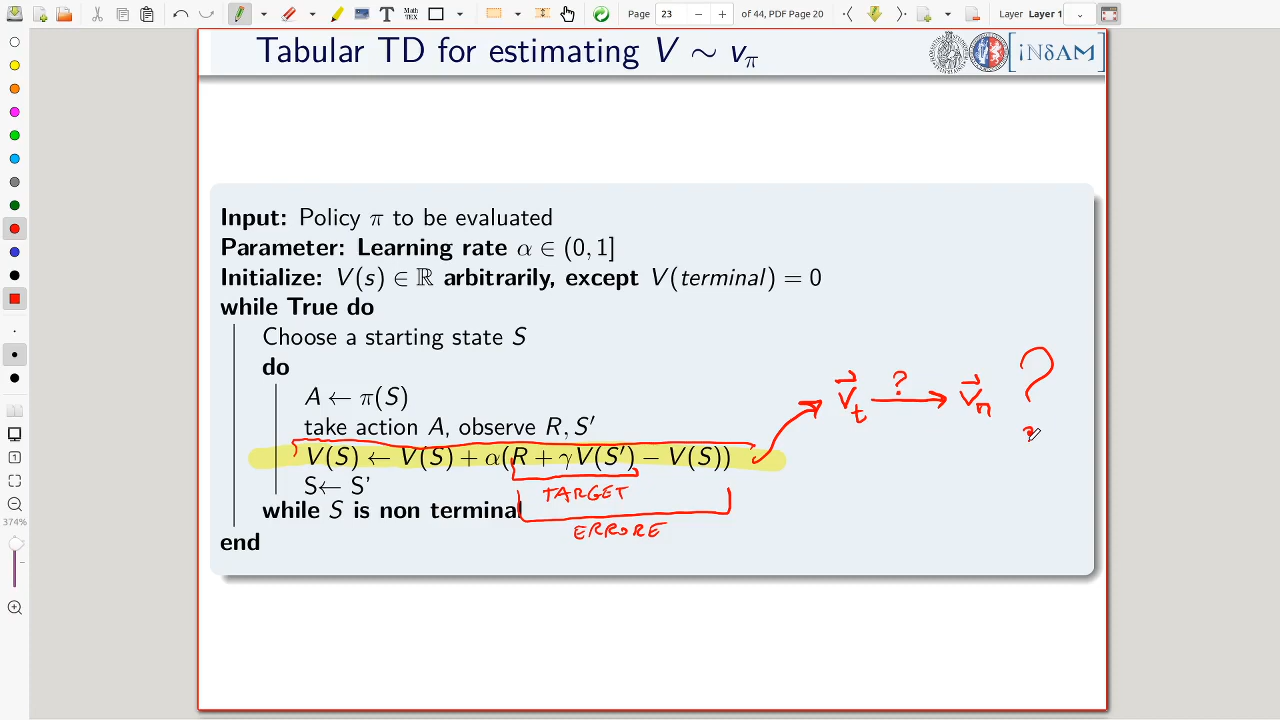 Page 23 of 44, PDF Page 20 Layer Layer 1
Math TEX
Tabular TD for estimating V ∼ vπ
iNδAM
Input: Policy π to be evaluated
Parameter: Learning rate α ∈ (0, 1]
Initialize: V(s) ∈ ℝ arbitrarily, except V(terminal) = 0
while True do
Choose a starting state S
do
A ← π(S)
take action A, observe R, S′
V(S) ← V(S) + α(R + γV(S′) − V(S))
S← S'
while S is non terminal
end
TARGET
ERRORE
V⃗t ? → V⃗π ?
374%